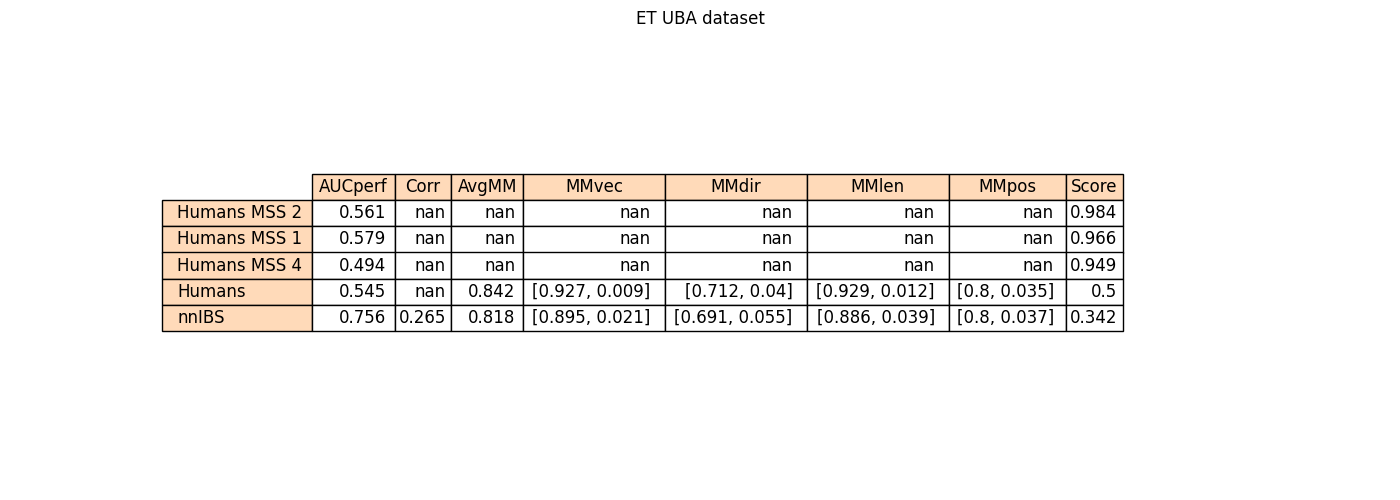 ET UBA dataset
AUCperf Corr AvgMM MMvec MMdir MMlen MMpos Score
Humans MSS 2 0.561 nan nan nan nan nan nan 0.984
Humans MSS 1 0.579 nan nan nan nan nan nan 0.966
Humans MSS 4 0.494 nan nan nan nan nan nan 0.949
Humans 0.545 nan 0.842 [0.927, 0.009] [0.712, 0.04] [0.929, 0.012] [0.8, 0.035] 0.5
nnIBS 0.756 0.265 0.818 [0.895, 0.021] [0.691, 0.055] [0.886, 0.039] [0.8, 0.037] 0.342